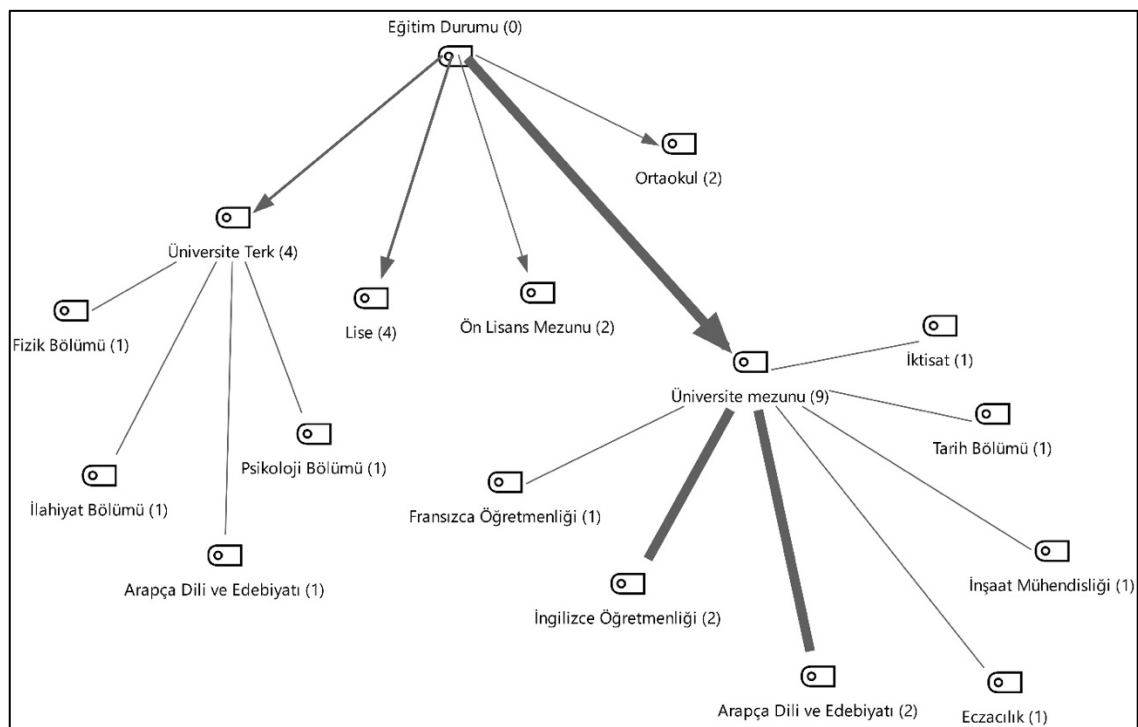 Eğitim Durumu (0)
Ortaokul (2)
Üniversite Terk (4)
Lise (4)
Ön Lisans Mezunu (2)
Fizik Bölümü (1)
İktisat (1)
Üniversite mezunu (9)
Tarih Bölümü (1)
Psikoloji Bölümü (1)
İlahiyat Bölümü (1)
Fransızca Öğretmenliği (1)
Arapça Dili ve Edebiyatı (1)
İnşaat Mühendisliği (1)
İngilizce Öğretmenliği (2)
Arapça Dili ve Edebiyatı (2)
Eczacılık (1)